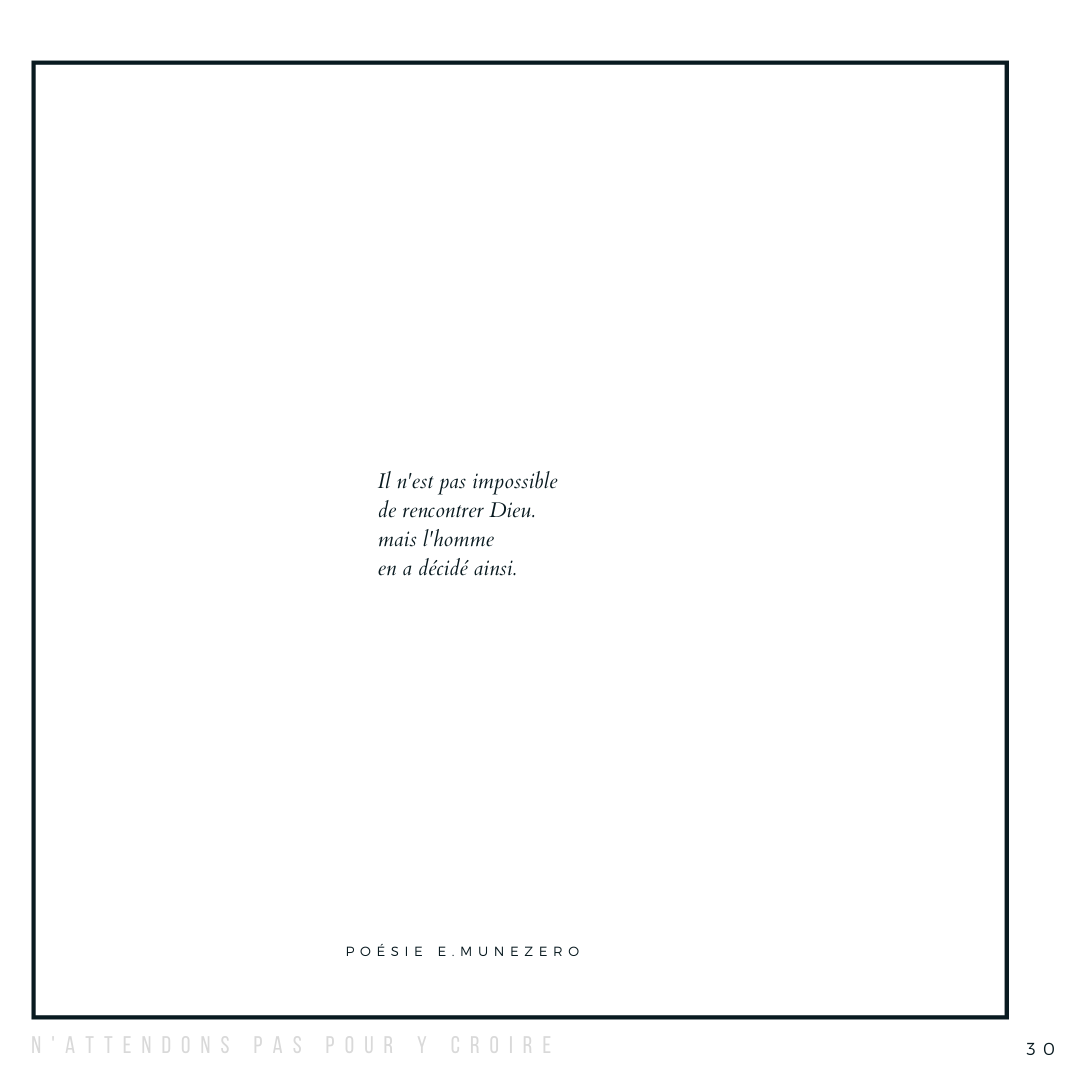 Il n'est pas impossible
de rencontrer Dieu.
mais l'homme
en a décidé ainsi.
POÉSIE E.MUNEZERO
N'ATTENDONS PAS POUR Y CROIRE
30